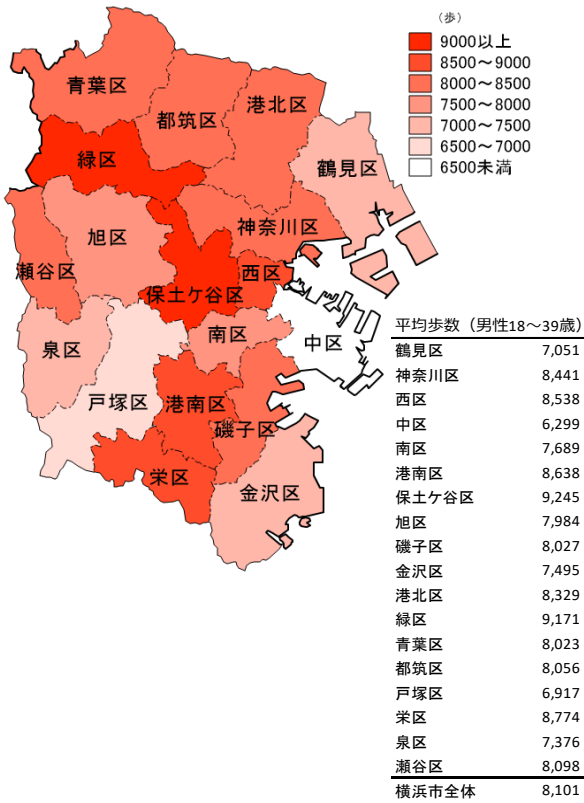 （歩）
9000以上
8500～9000
8000～8500
7500～8000
7000～7500
6500～7000
6500未満
青葉区
都筑区
港北区
緑区
鶴見区
旭区
神奈川区
瀬谷区
西区
保土ケ谷区
泉区
南区
中区
戸塚区
港南区
磯子区
栄区
金沢区
平均歩数（男性18～39歳）
鶴見区 7,051
神奈川区 8,441
西区 8,538
中区 6,299
南区 7,689
港南区 8,638
保土ケ谷区 9,245
旭区 7,984
磯子区 8,027
金沢区 7,495
港北区 8,329
緑区 9,171
青葉区 8,023
都筑区 8,056
戸塚区 6,917
栄区 8,774
泉区 7,376
瀬谷区 8,098
横浜市全体 8,101